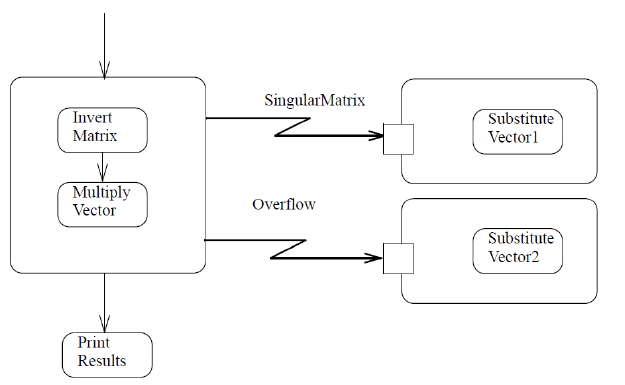 SingularMatrix
Invert
Matrix
Substitute
Vector1
Multiply
Vector
Overflow
Substitute
Vector2
Print
Results